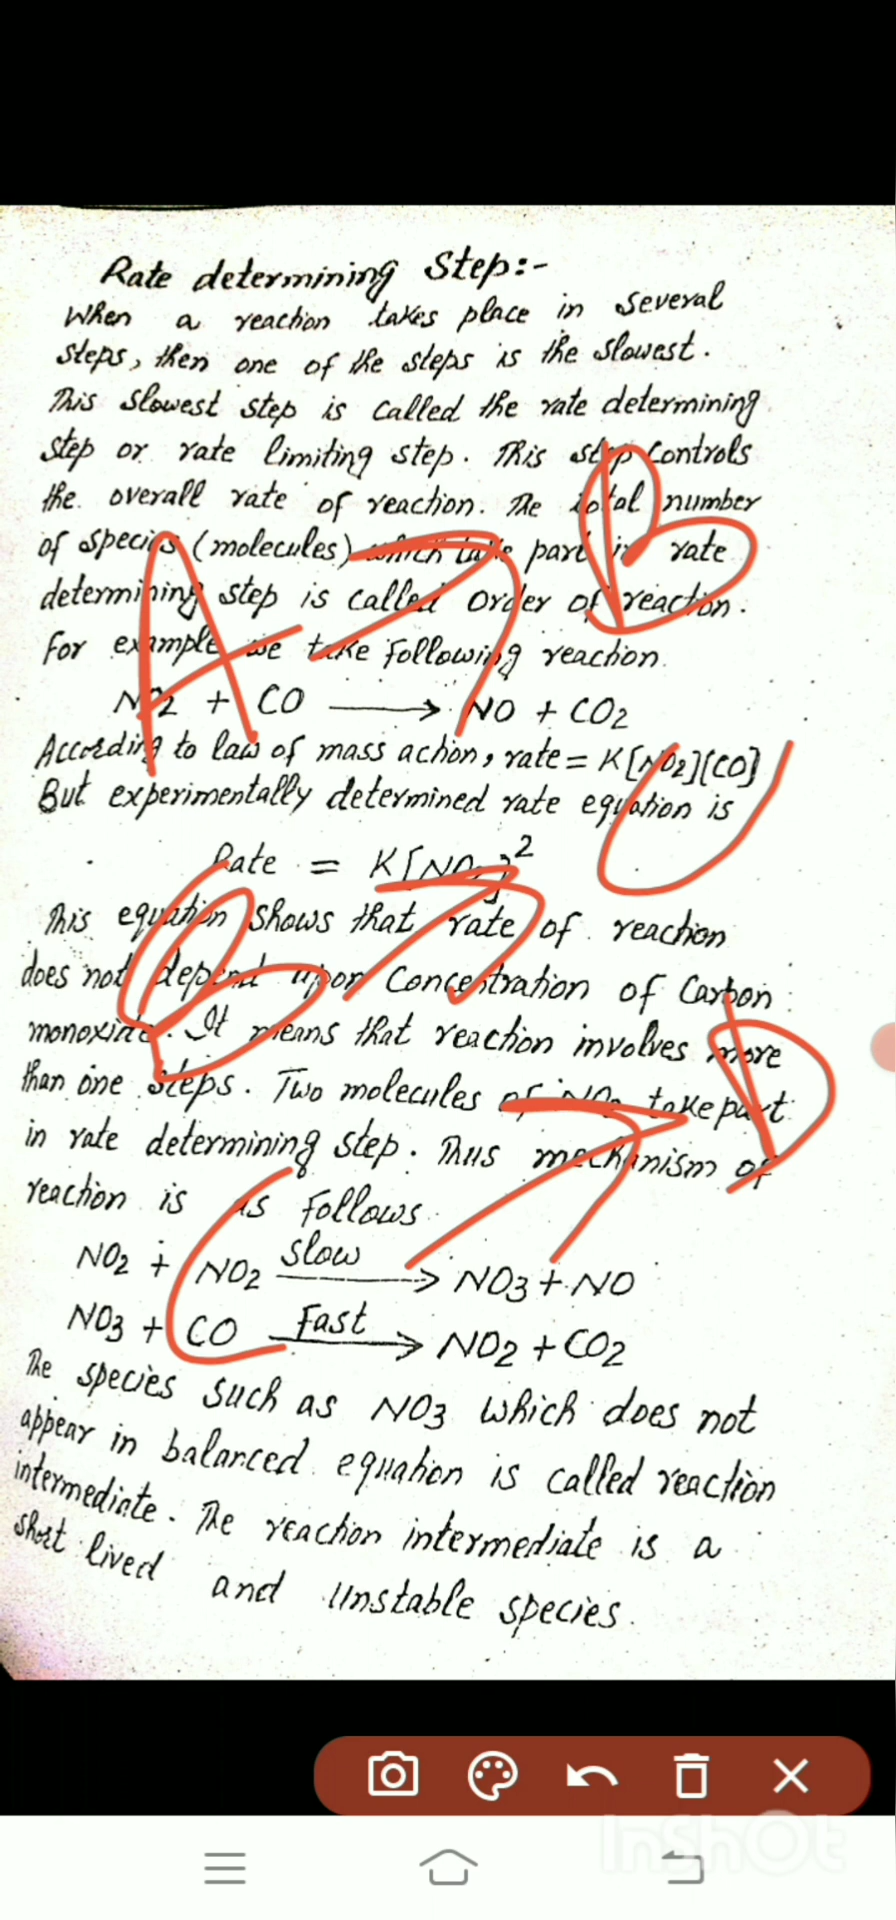 Rate determining Step:-
When a reaction takes place in several
steps, then one of the steps is the slowest.
This slowest step is called the rate determining
step or rate limiting step. This step controls
the overall rate of reaction. The total number
of species (molecules) which take part in rate
determining step is called order of reaction.
For example we take following reaction.
NO2 + CO ⟶ NO + CO2
According to law of mass action, rate = K[NO2][CO]
But experimentally determined rate equation is
Rate = K[NO2]²
This equation shows that rate of reaction
does not depend upon concentration of Carbon
monoxide. It means that reaction involves more
than one steps. Two molecules of NO2 take part
in rate determining step. Thus mechanism of
reaction is as follows.
NO2 + NO2 slow ⟶ NO3 + NO
NO3 + CO Fast ⟶ NO2 + CO2
The species such as NO3 which does not
appear in balanced equation is called reaction
intermediate. The reaction intermediate is a
short lived and unstable species.
A → B
C
B → D
C →
InShOt